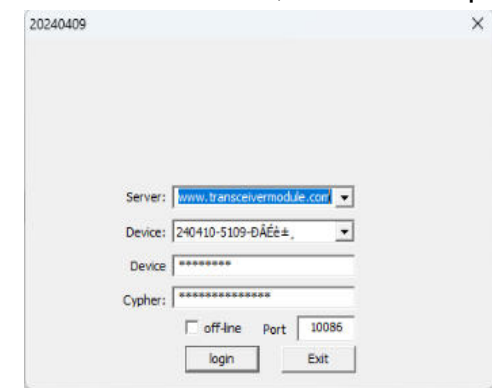 20240409
Server: www.transceivermodule.com
Device: 240410-5109-ÐÂÉè±¸
Device ********
Cypher: **************
off-line Port 10086
login Exit